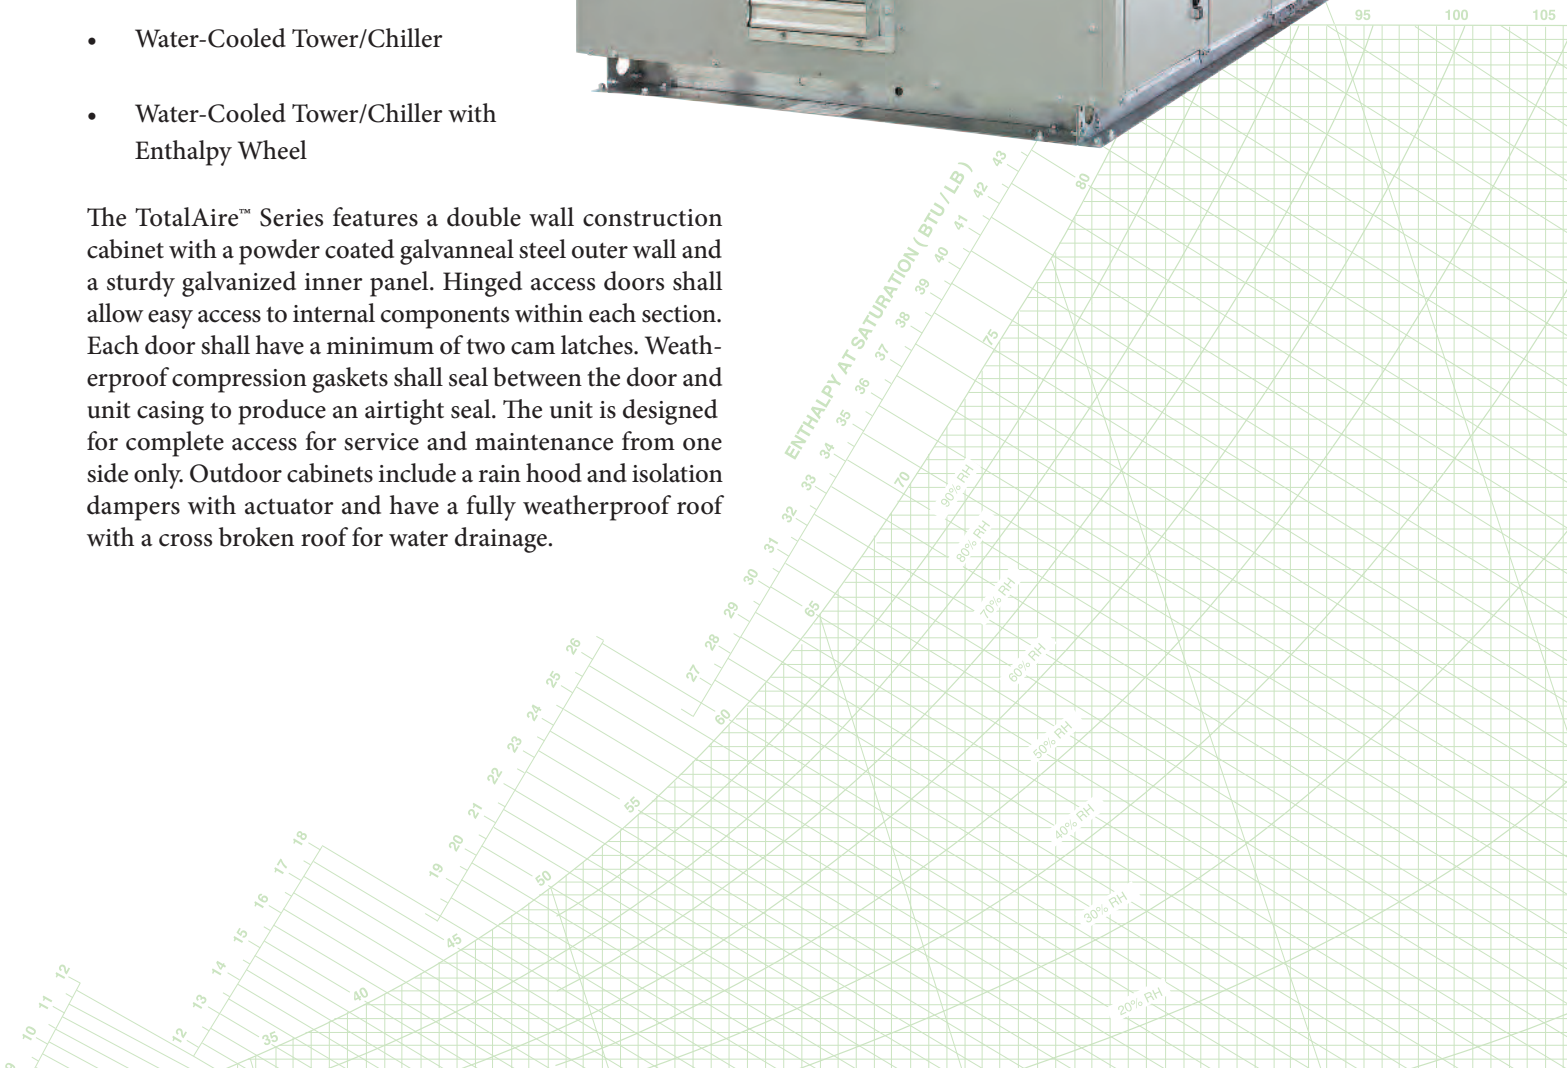 • Water-Cooled Tower/Chiller
• Water-Cooled Tower/Chiller with
Enthalpy Wheel
The TotalAire™ Series features a double wall construction
cabinet with a powder coated galvanneal steel outer wall and
a sturdy galvanized inner panel. Hinged access doors shall
allow easy access to internal components within each section.
Each door shall have a minimum of two cam latches. Weath-
erproof compression gaskets shall seal between the door and
unit casing to produce an airtight seal. The unit is designed
for complete access for service and maintenance from one
side only. Outdoor cabinets include a rain hood and isolation
dampers with actuator and have a fully weatherproof roof
with a cross broken roof for water drainage.
95 100 105
ENTHALPY AT SATURATION ( BTU / LB )
43
42
41
40
39
38
37
36
35
34
33
32
31
30
29
28
27
26
25
24
23
22
21
20
19
18
17
16
15
14
13
12
12
11
10
9
80
75
70
65
60
55
50
45
40
35
90% RH
80% RH
70% RH
60% RH
50% RH
40% RH
30% RH
20% RH